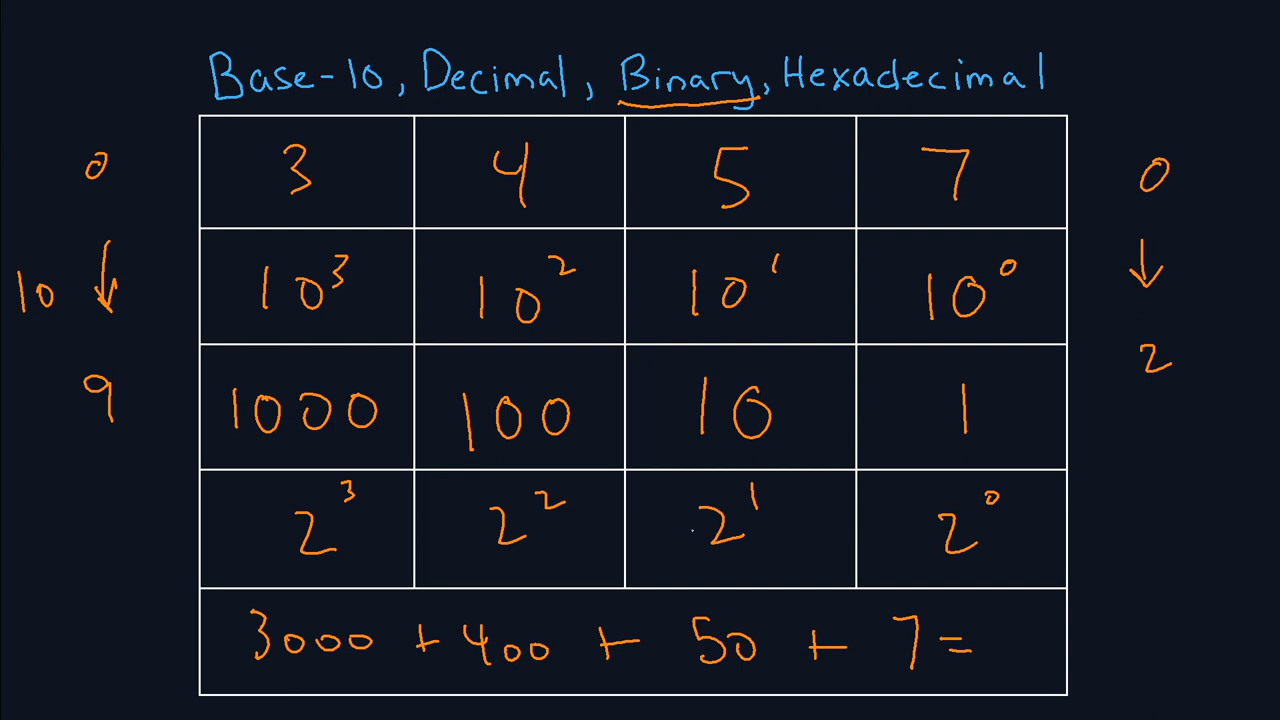 Base-10, Decimal, Binary, Hexadecimal
0 3 4 5 7 0
10 ↓ 10³ 10² 10¹ 10⁰ ↓
9 1000 100 10 1 2
2³ 2² 2¹ 2⁰
3000 + 400 + 50 + 7 =